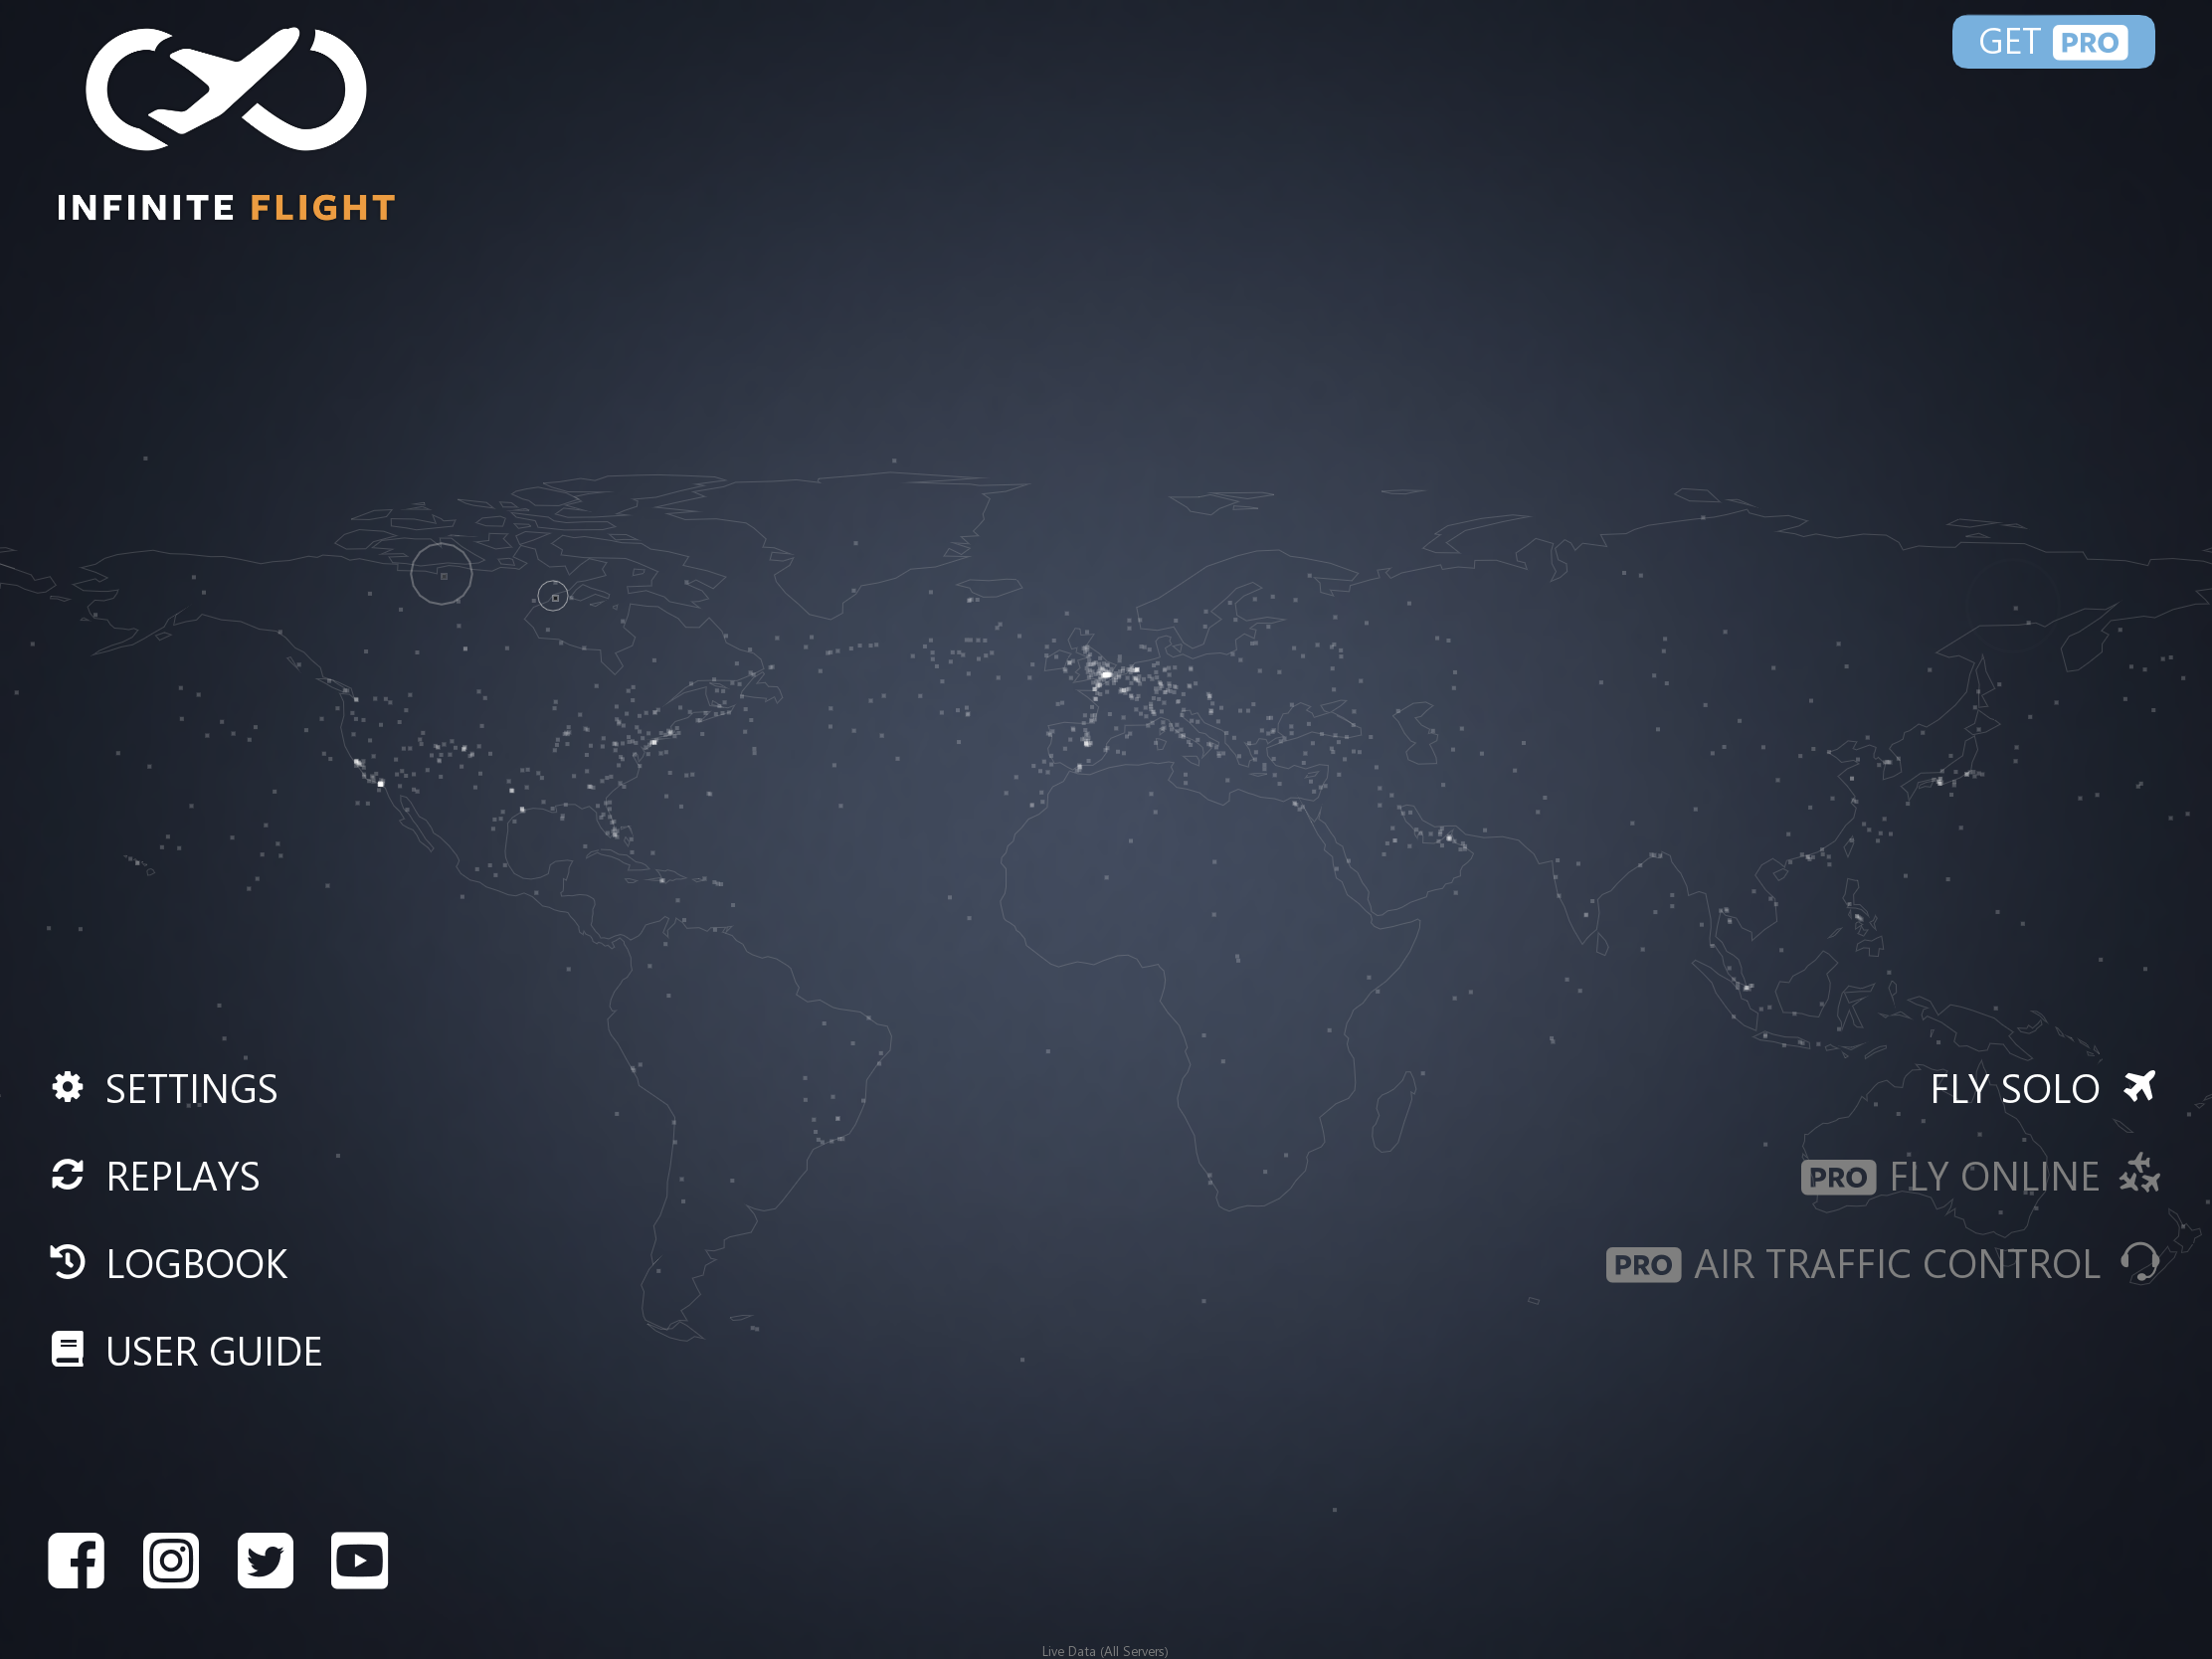 GET PRO
INFINITE FLIGHT
SETTINGS
FLY SOLO
REPLAYS
PRO FLY ONLINE
LOGBOOK
PRO AIR TRAFFIC CONTROL
USER GUIDE
Live Data (All Servers)